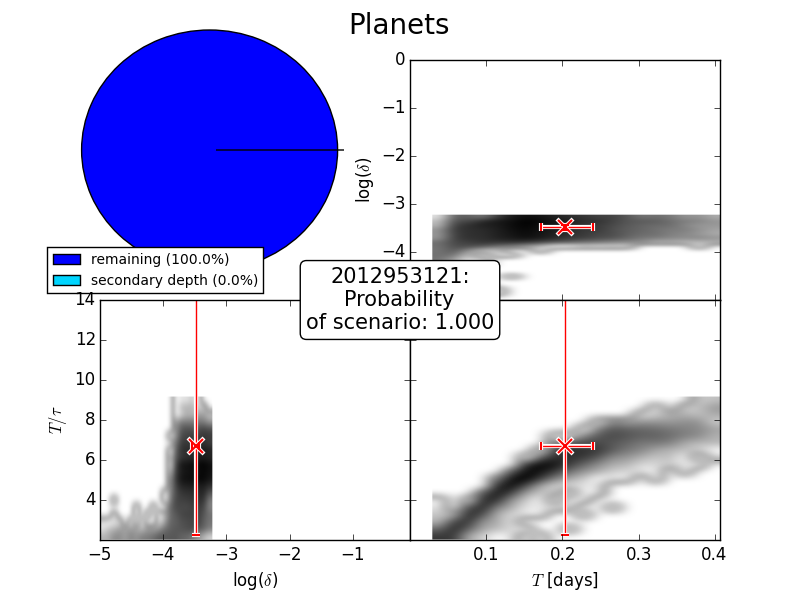 Planets
remaining (100.0%)
secondary depth (0.0%)
2012953121:
Probability
of scenario: 1.000
log(δ)
0
−1
−2
−3
−4
T/τ
14
12
10
8
6
4
−5
−4
−3
−2
−1
log(δ)
0.1
0.2
0.3
0.4
T [days]